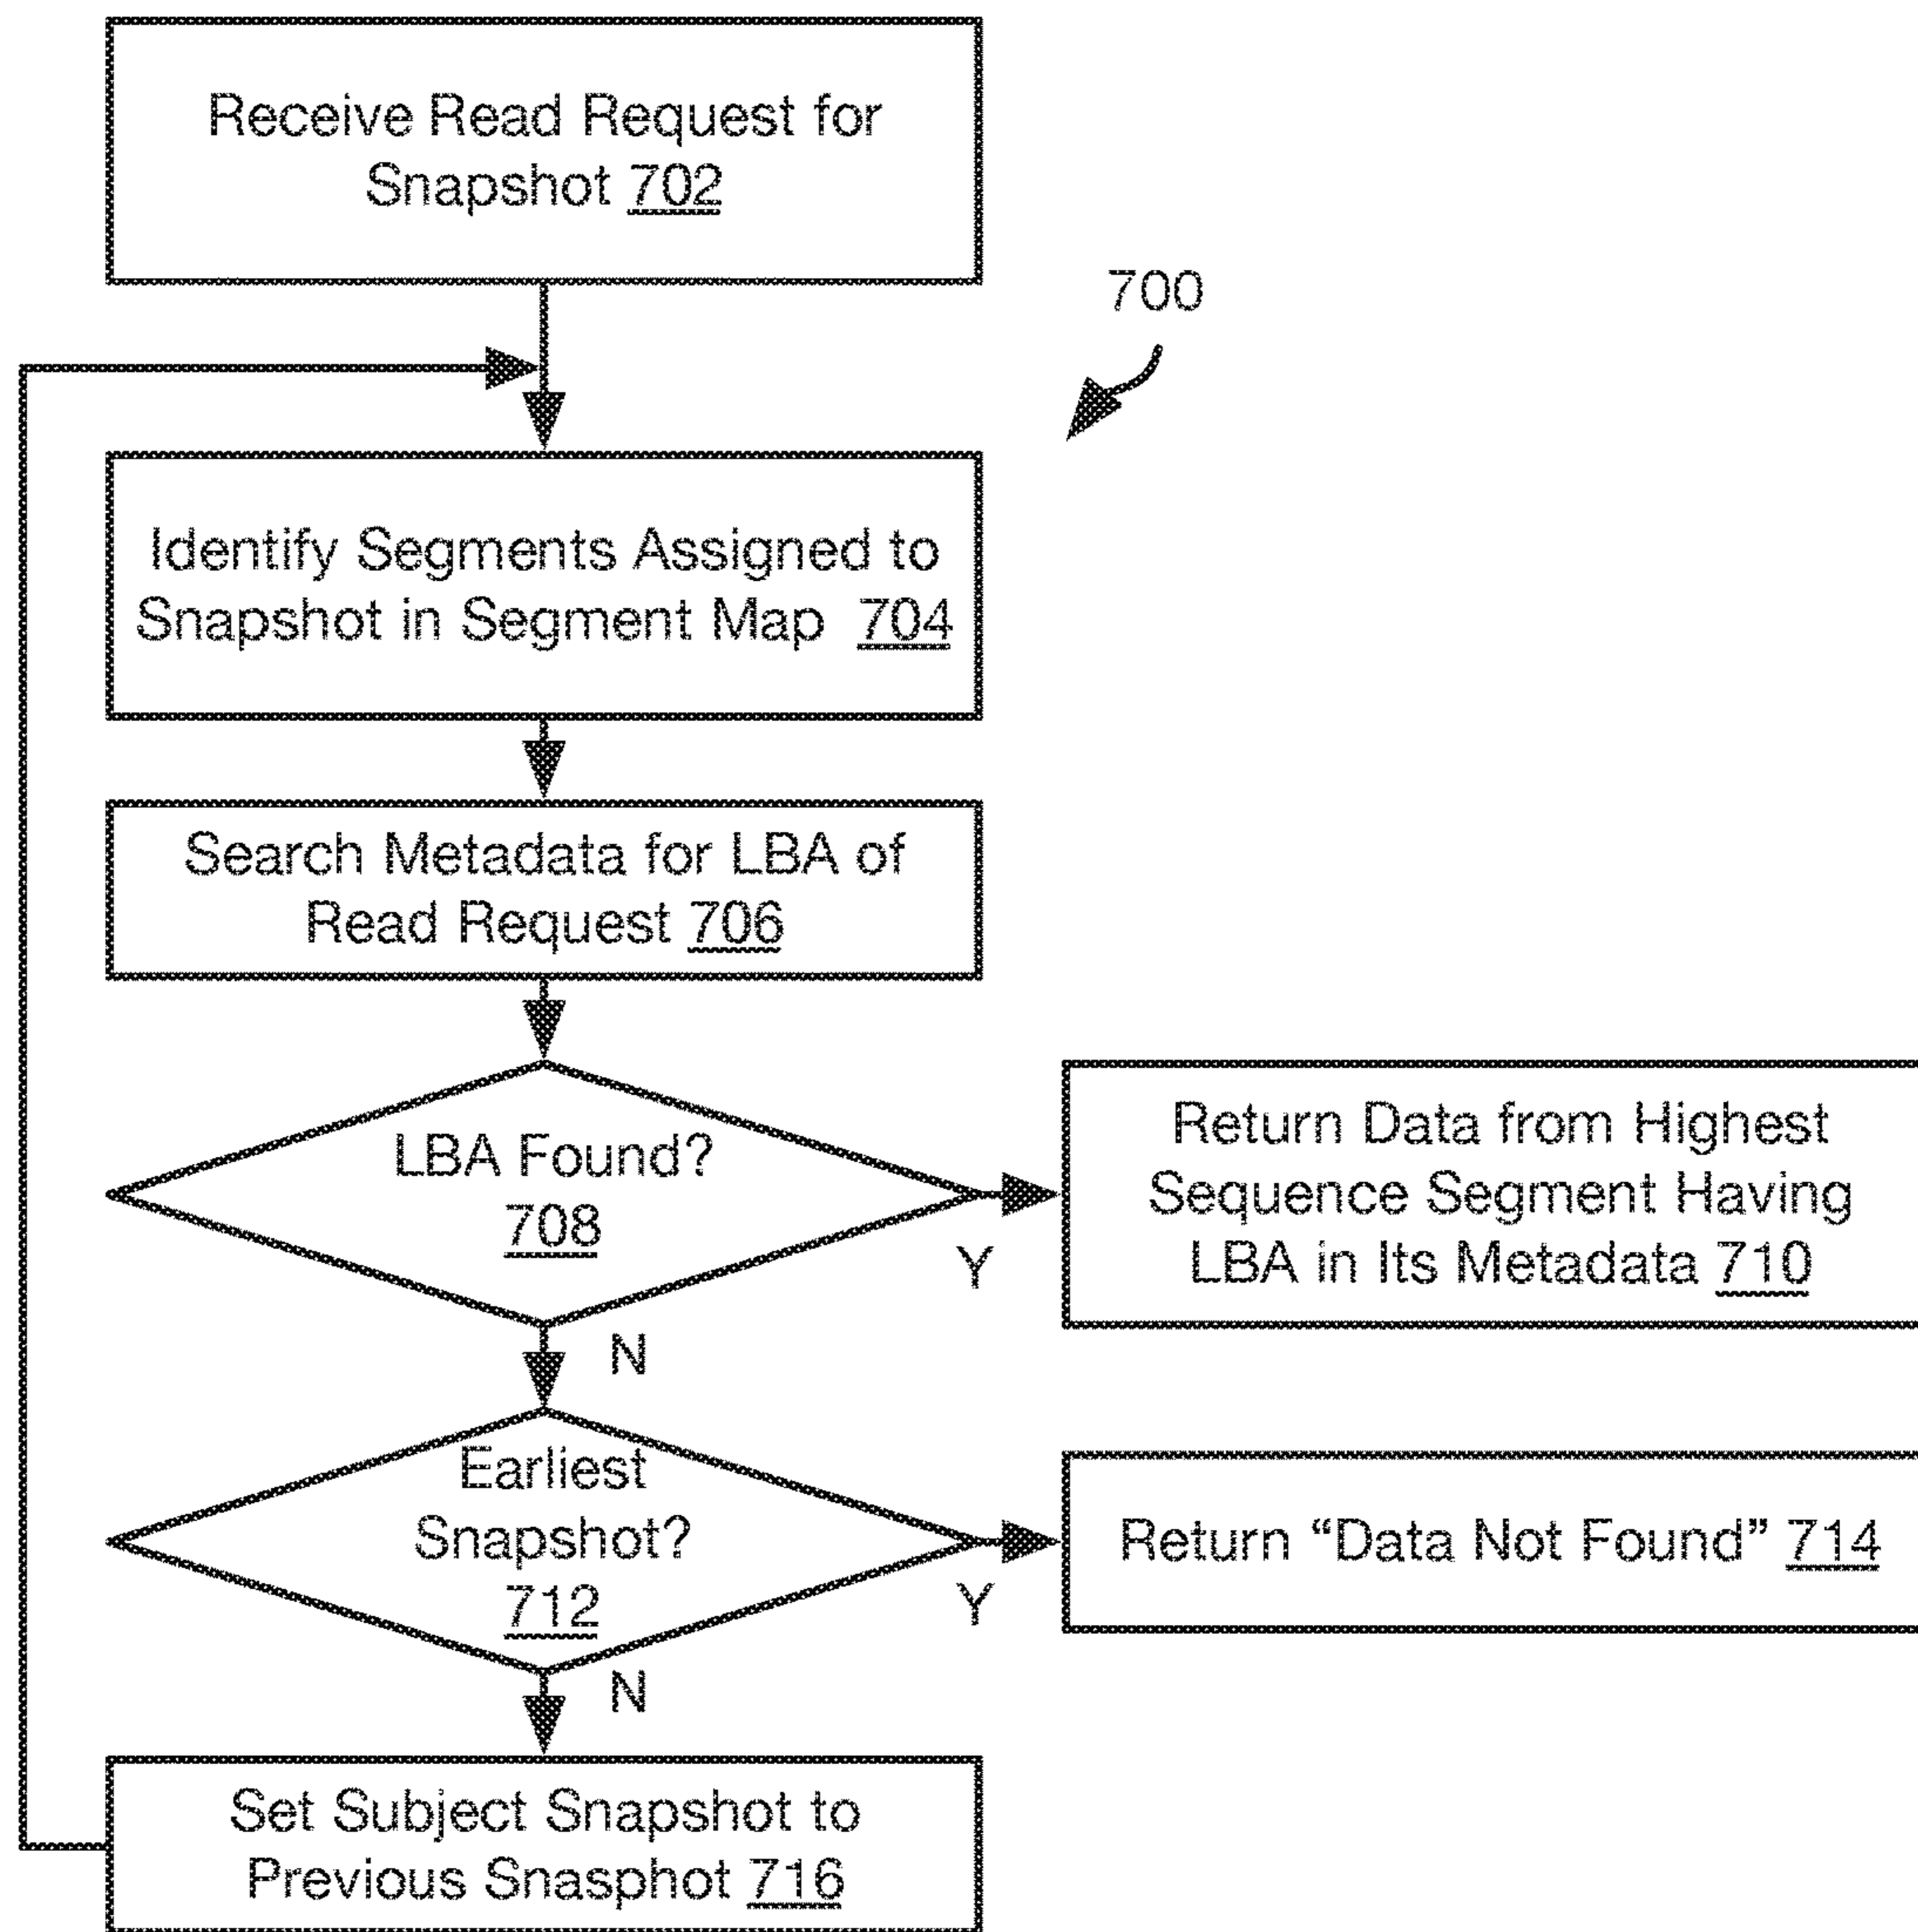 Receive Read Request for
Snapshot 702
700
Identify Segments Assigned to
Snapshot in Segment Map 704
Search Metadata for LBA of
Read Request 706
LBA Found?
708
Y
N
Return Data from Highest
Sequence Segment Having
LBA in Its Metadata 710
Earliest
Snapshot?
712
Y
N
Return “Data Not Found” 714
Set Subject Snapshot to
Previous Snasphot 716